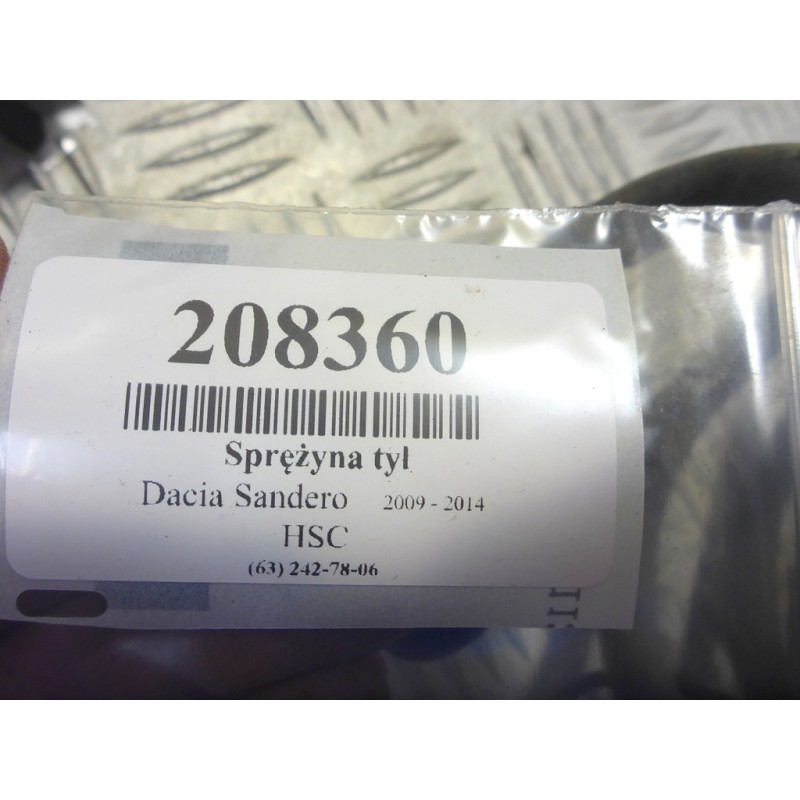 208360
Sprężyna tył
Dacia Sandero 2009 - 2014
HSC
(63) 242-78-06